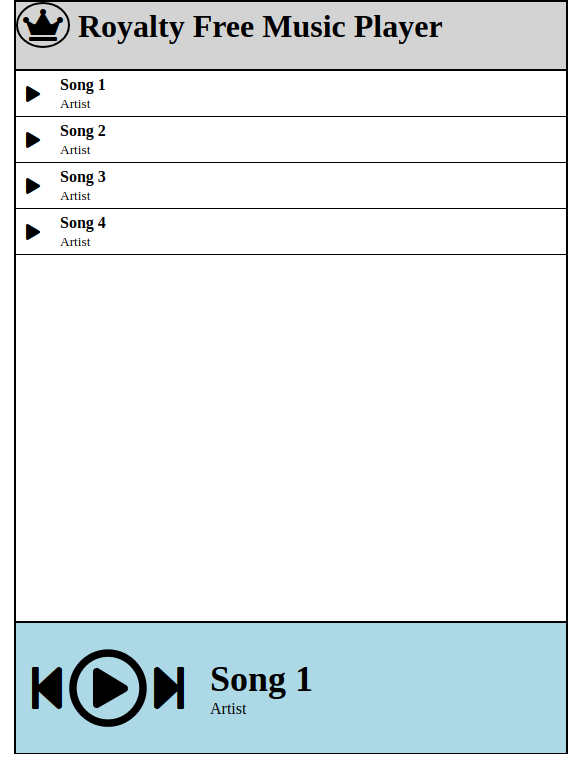 Royalty Free Music Player
Song 1
Artist
Song 2
Artist
Song 3
Artist
Song 4
Artist
Song 1
Artist